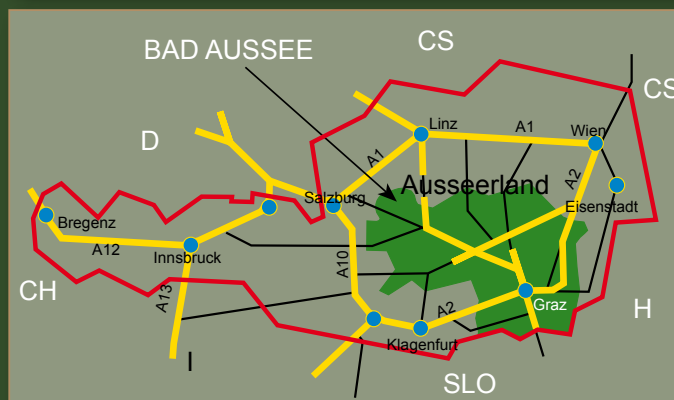 CS
BAD AUSSEE
CS
D
Linz
A1
Wien
A1
A2
Ausseerland
Salzburg
Eisenstadt
Bregenz
A12
Innsbruck
A10
CH
A13
A2
Graz
H
Klagenfurt
I
SLO